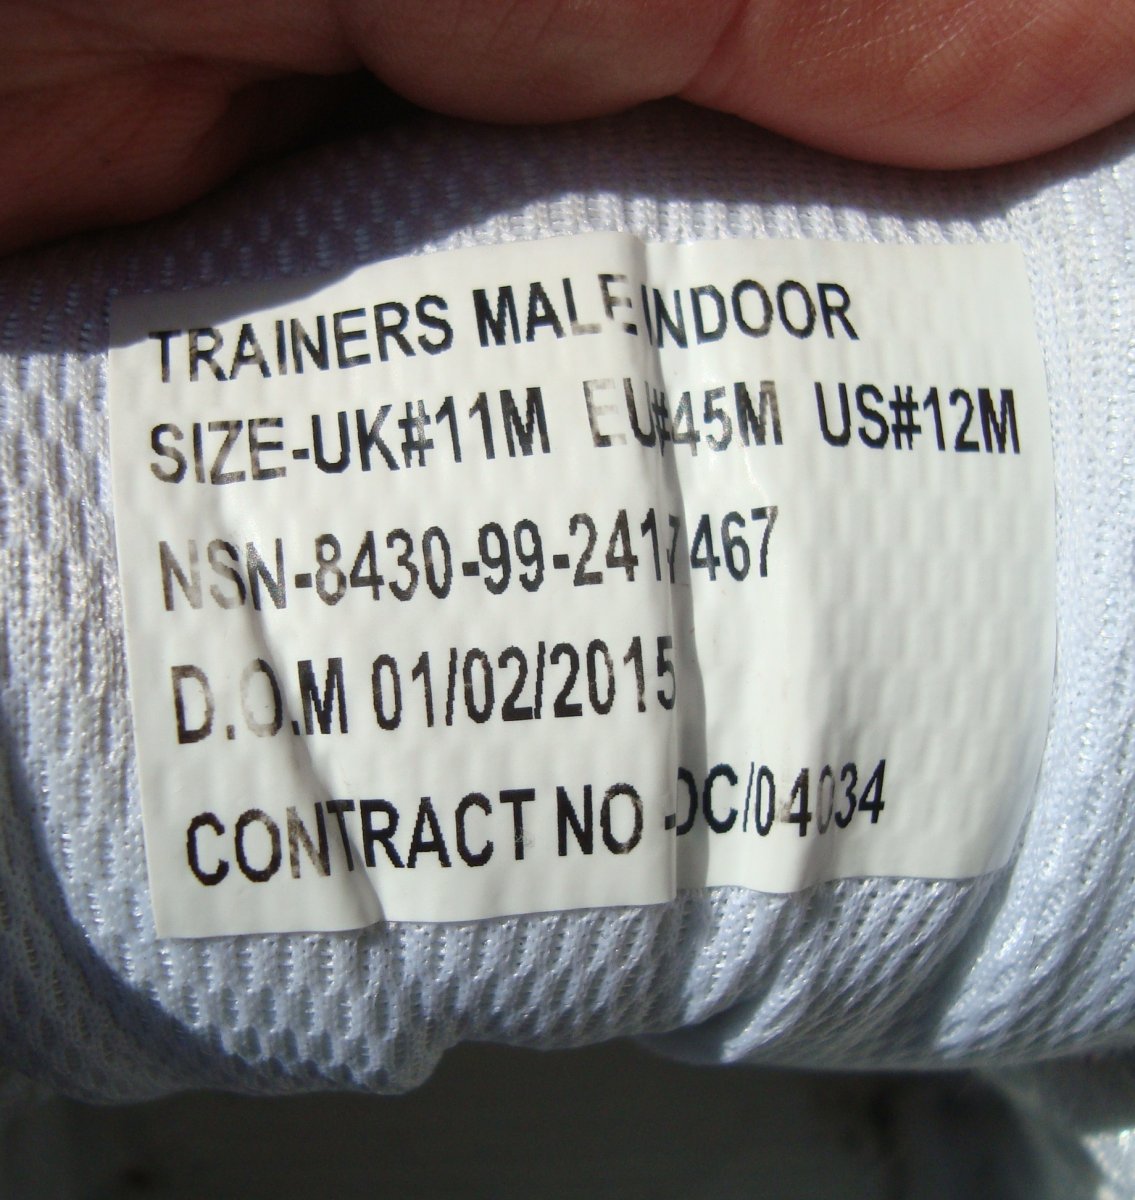 TRAINERS MALE INDOOR
SIZE-UK#11M EU#45M US#12M
NSN-8430-99-2417467
D.O.M 01/02/2015
CONTRACT NO -DC/04034